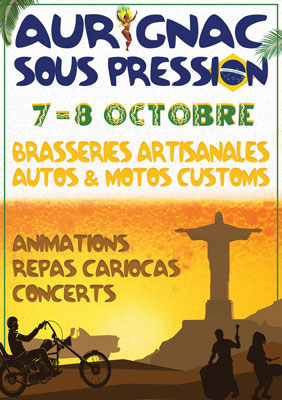 AURIGNAC
SOUS PRESSION
7-8 OCTOBRE
BRASSERIES ARTISANALES
AUTOS & MOTOS CUSTOMS
ANIMATIONS
REPAS CARIOCAS
CONCERTS